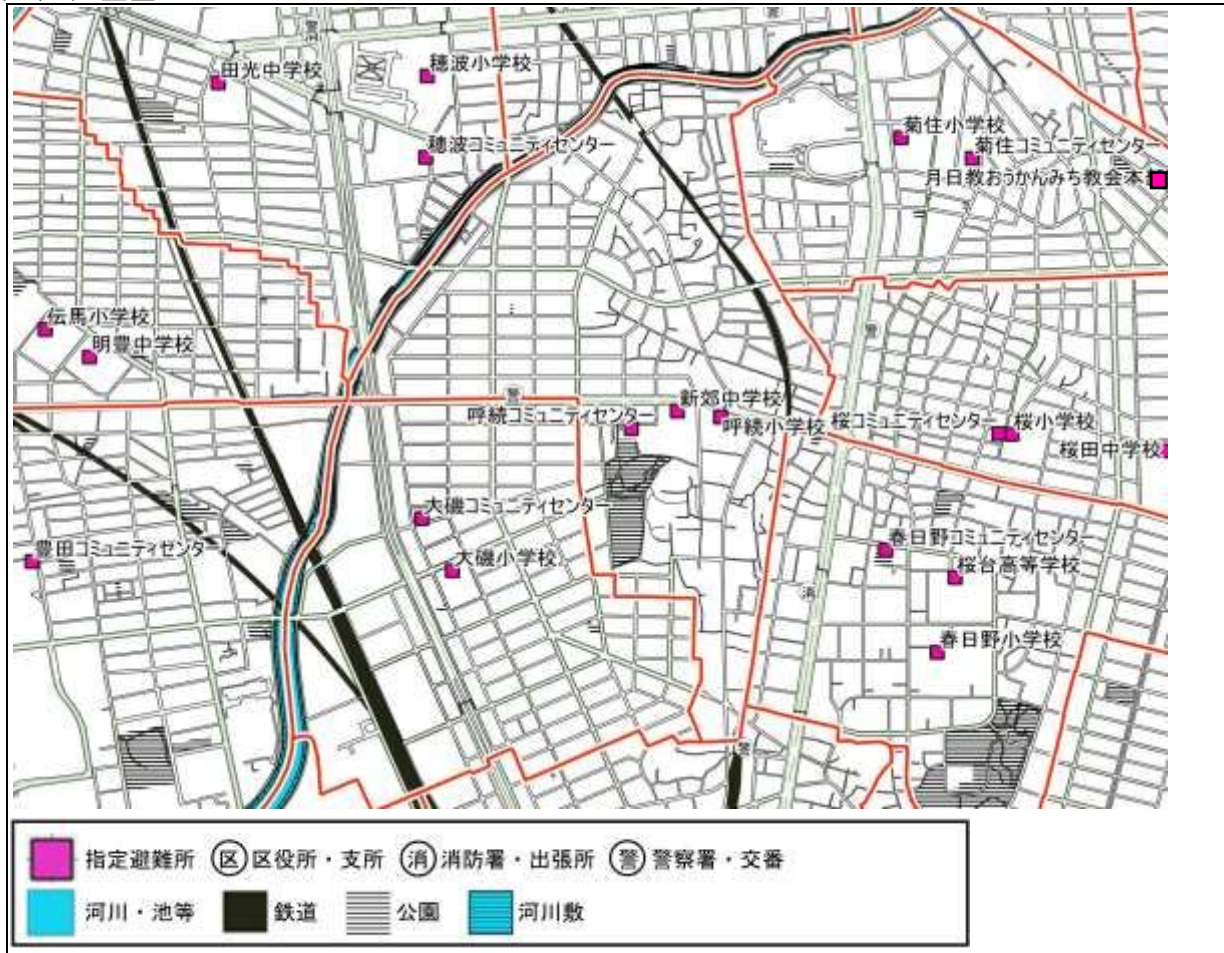 警
警
田光中学校
穂波小学校
穂波コミュニティセンター
菊住小学校
菊住コミュニティセンター
月日教おうかんみち教会本
伝馬小学校
明豊中学校
警
警
新郊中学校
呼続コミュニティセンター
呼続小学校
桜コミュニティセンター
桜小学校
桜田中学校
大磯コミュニティセンター
大磯小学校
豊田コミュニティセンター
春日野コミュニティセンター
桜台高等学校
消
春日野小学校
警
指定避難所 区 区役所・支所 消 消防署・出張所 警 警察署・交番
河川・池等 鉄道 公園 河川敷